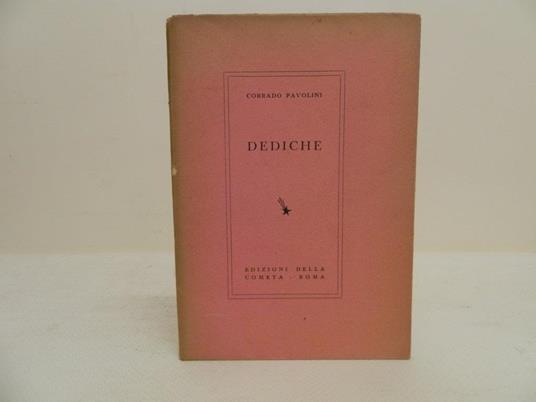 CORRADO PAVOLINI
DEDICHE
EDIZIONI DELLA
COMETA - ROMA